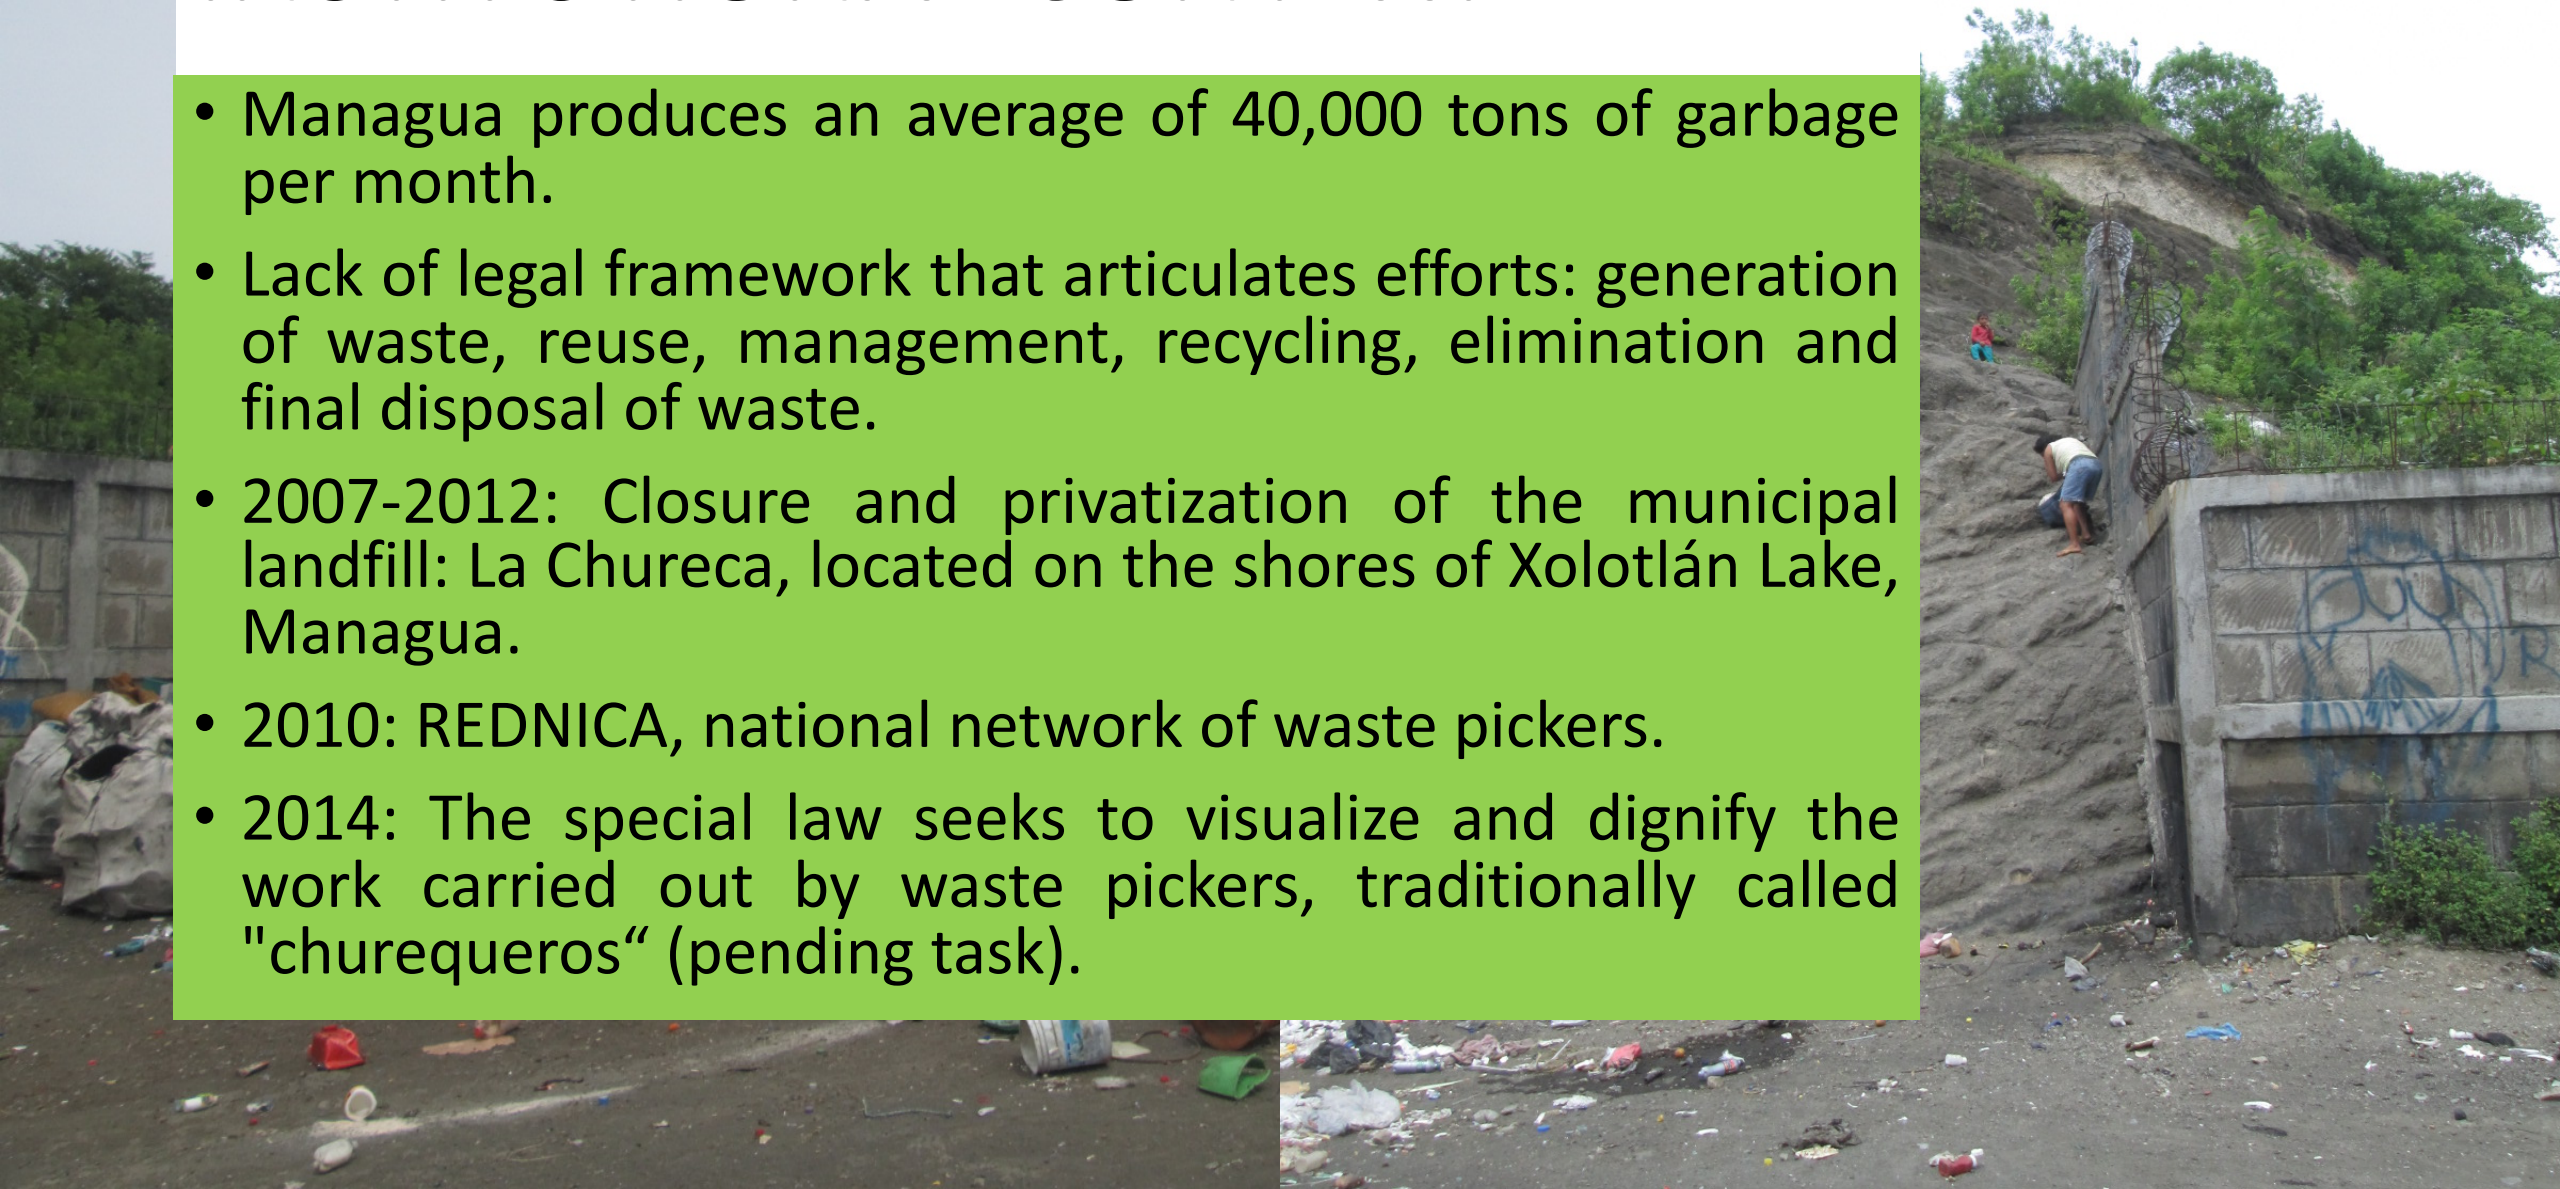 • Managua produces an average of 40,000 tons of garbage
per month.
• Lack of legal framework that articulates efforts: generation
of waste, reuse, management, recycling, elimination and
final disposal of waste.
• 2007-2012: Closure and privatization of the municipal
landfill: La Chureca, located on the shores of Xolotlán Lake,
Managua.
• 2010: REDNICA, national network of waste pickers.
• 2014: The special law seeks to visualize and dignify the
work carried out by waste pickers, traditionally called
"churequeros“ (pending task).